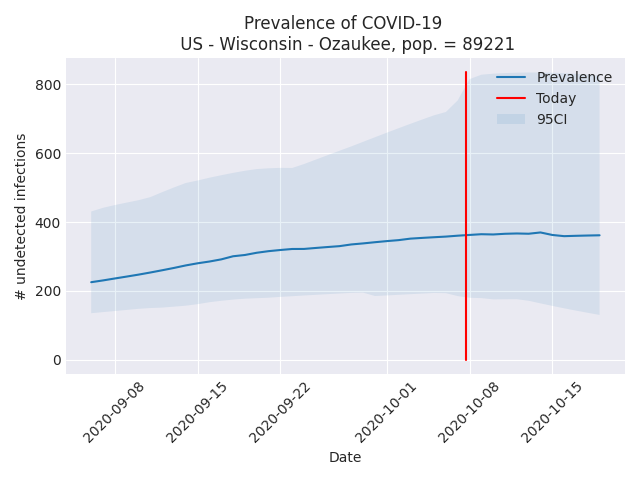 Prevalence of COVID-19
US - Wisconsin - Ozaukee, pop. = 89221
800
600
400
200
0
# undetected infections
Prevalence
Today
95CI
2020-09-08
2020-09-15
2020-09-22
2020-10-01
2020-10-08
2020-10-15
Date